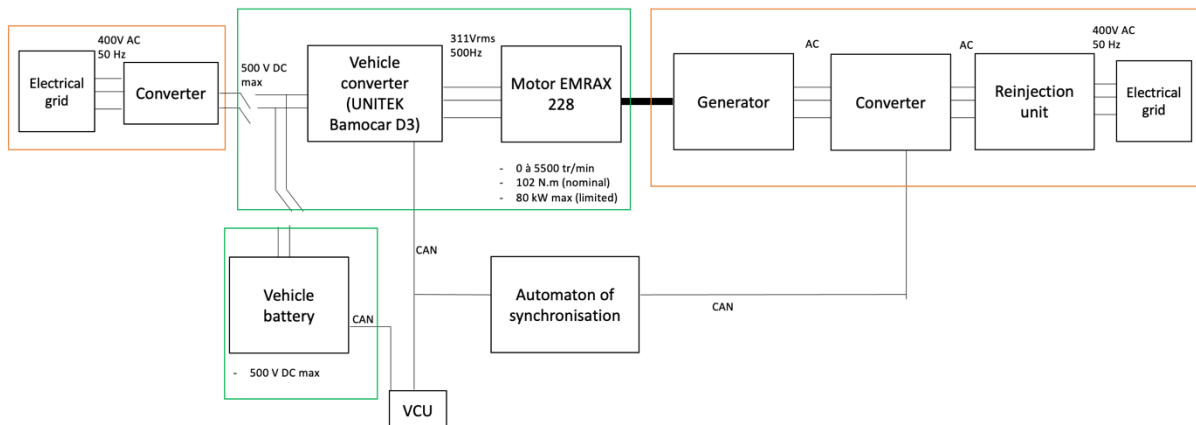 Electrical
grid
400V AC
50 Hz
Converter
500 V DC
max
Vehicle
converter
(UNITEK
Bamocar D3)
311Vrms
500Hz
Motor EMRAX
228
- 0 à 5500 tr/min
- 102 N.m (nominal)
- 80 kW max (limited)
Generator
AC
Converter
AC
Reinjection
unit
400V AC
50 Hz
Electrical
grid
Vehicle
battery
- 500 V DC max
CAN
CAN
VCU
Automaton of
synchronisation
CAN